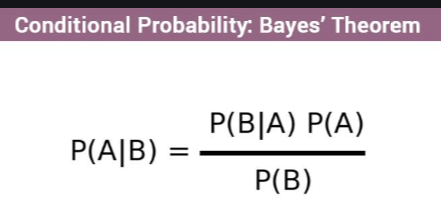 Conditional Probability: Bayes' Theorem
P(B|A) P(A)
P(A|B) =
P(B)